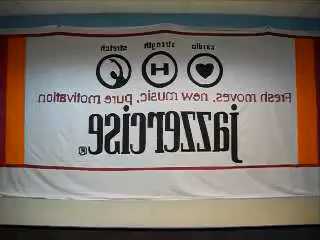 cardio strength stretch
Fresh moves, new music, pure motivation
jazzercise®